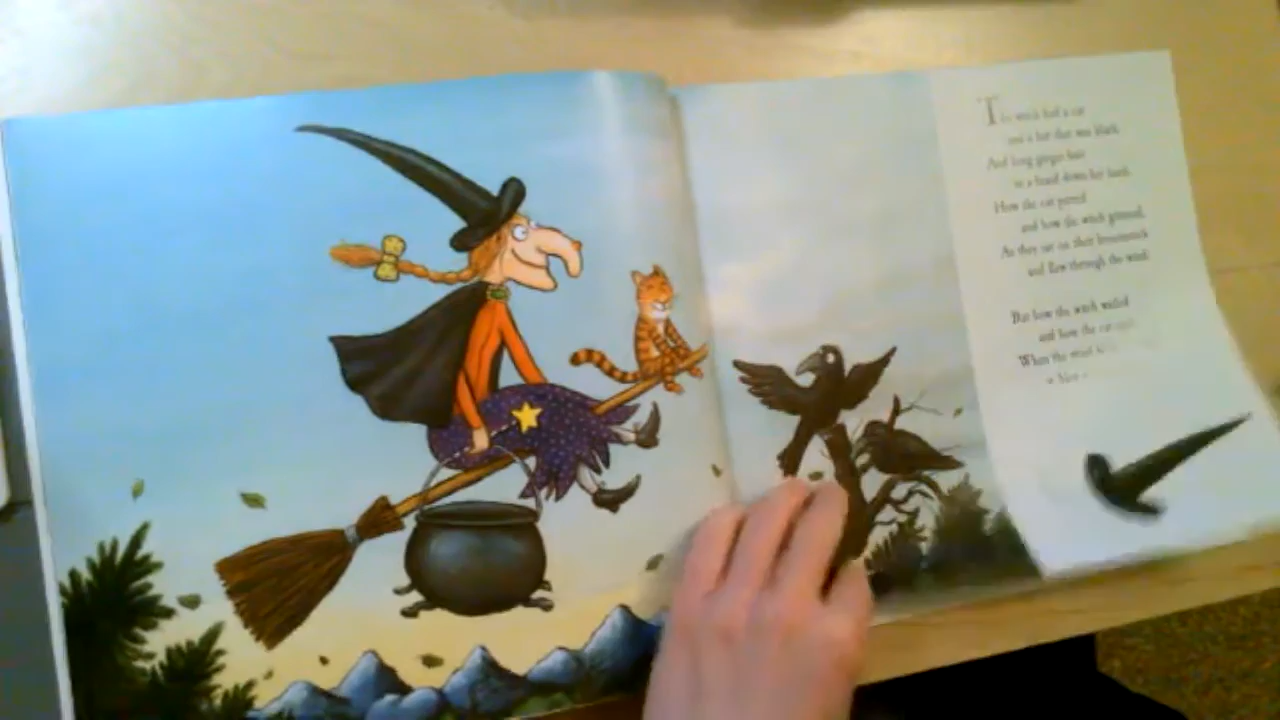 The witch had a cat
and a hat that was black,
And long ginger hair
in a braid down her back.
How the cat purred
and how the witch grinned,
As they sat on their broomstick
and flew through the wind.
But how the witch wailed
and how the cat
When the wind